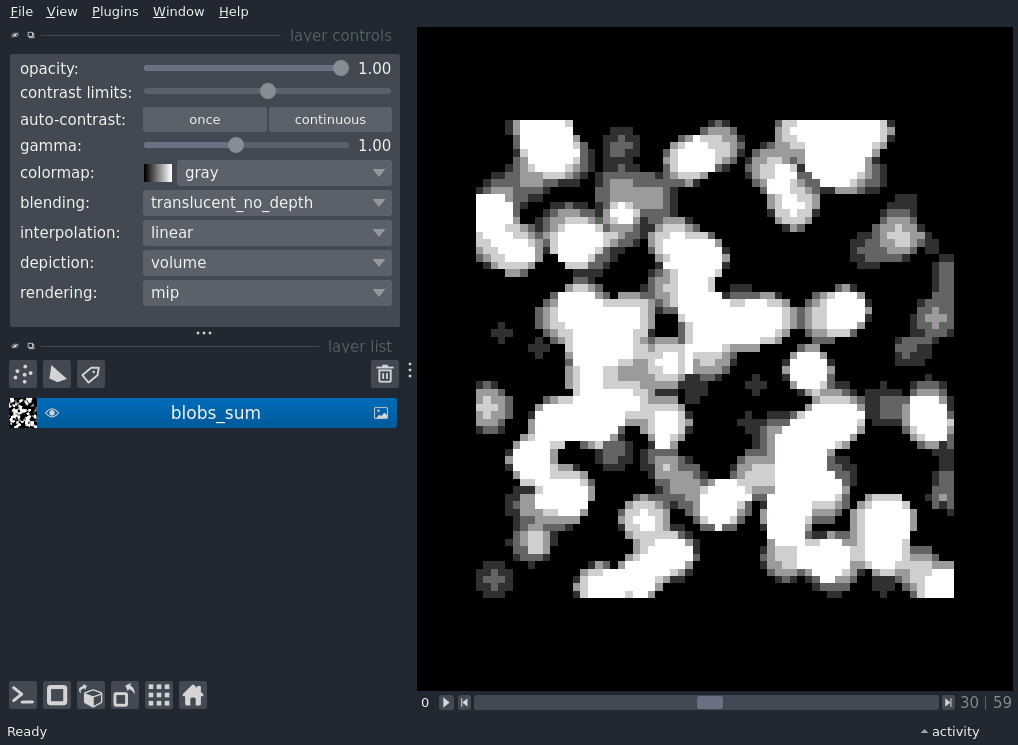 File View Plugins Window Help
layer controls
opacity: 1.00
contrast limits:
auto-contrast: once continuous
gamma: 1.00
colormap: gray
blending: translucent_no_depth
interpolation: linear
depiction: volume
rendering: mip
layer list
blobs_sum
0 30 | 59
Ready activity